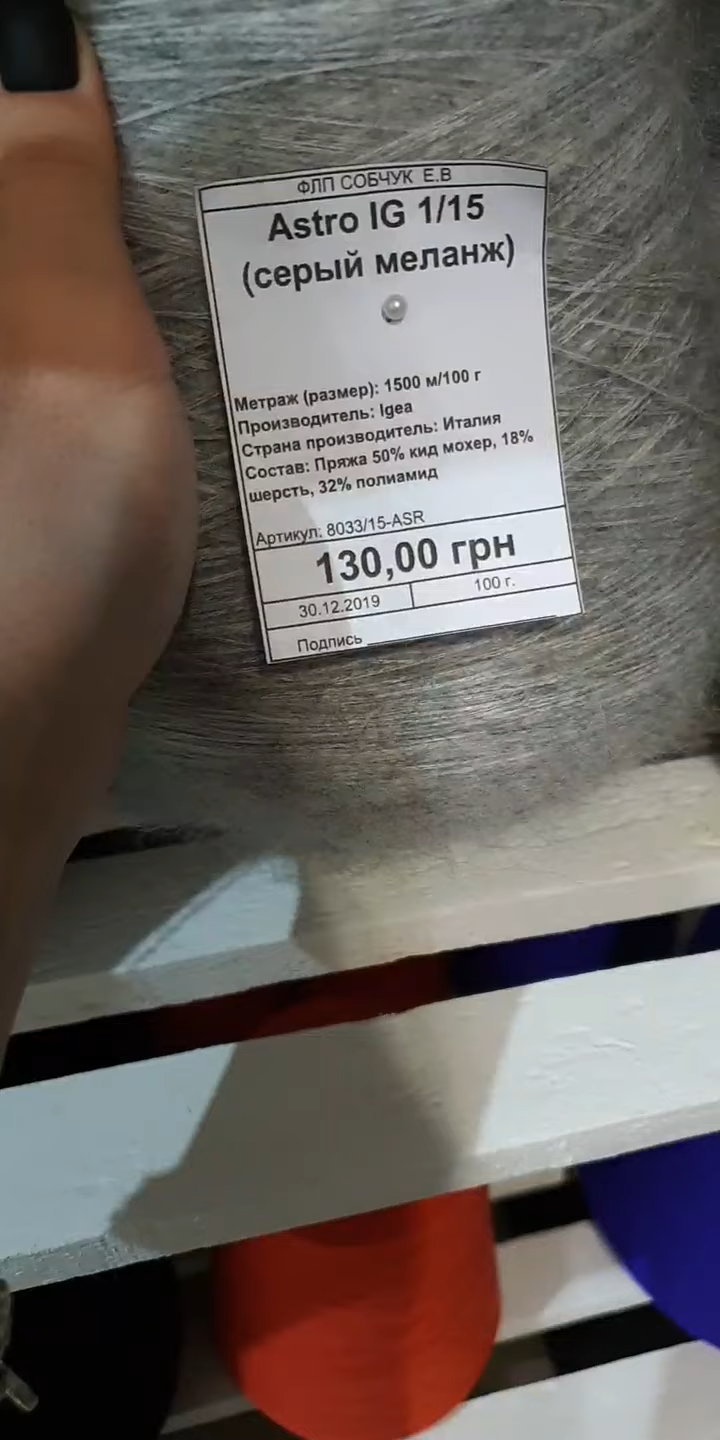 ФЛП СОБЧУК Е.В
Astro IG 1/15
(серый меланж)
Метраж (размер): 1500 м/100 г
Производитель: Igea
Страна производитель: Италия
Состав: Пряжа 50% кид мохер, 18%
шерсть, 32% полиамид
Артикул: 8033/15-ASR
130,00 грн
30.12.2019 100 г.
Подпись